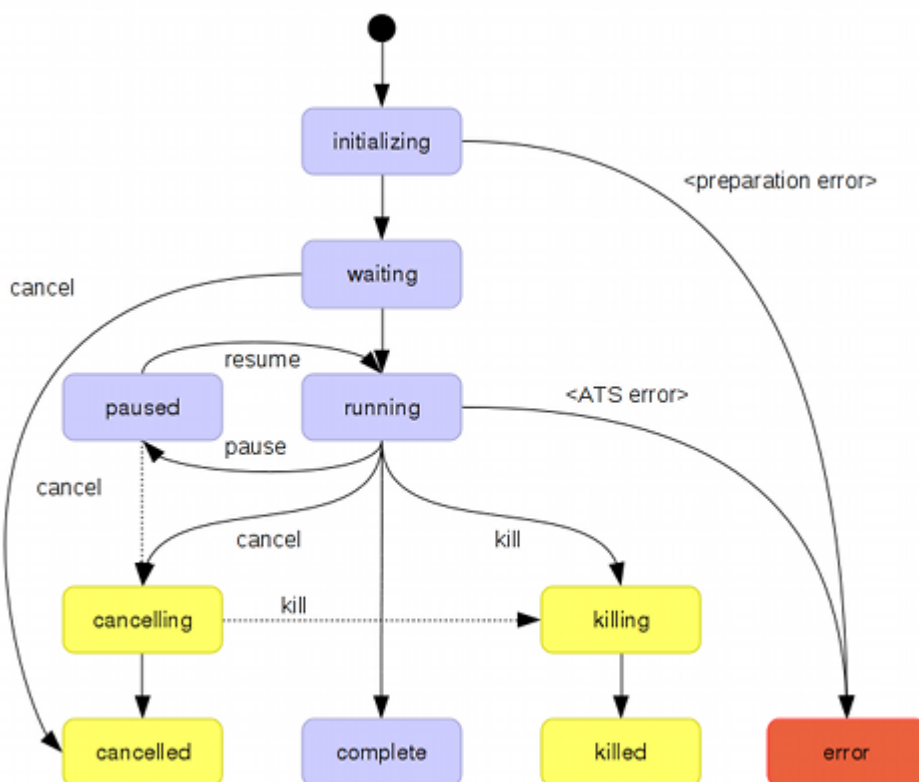 initializing
<preparation error>
waiting
cancel
resume
<ATS error>
paused
running
pause
cancel
cancel
kill
cancelling
kill
killing
cancelled
complete
killed
error